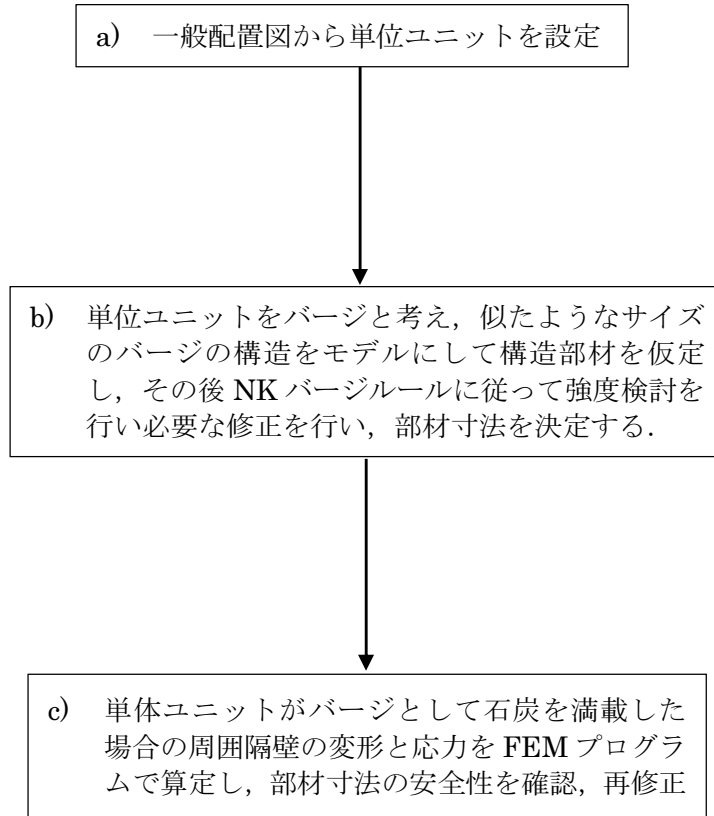 a) 一般配置図から単位ユニットを設定
b) 単位ユニットをバージと考え，似たようなサイズ
のバージの構造をモデルにして構造部材を仮定
し，その後 NK バージルールに従って強度検討を
行い必要な修正を行い，部材寸法を決定する．
c) 単体ユニットがバージとして石炭を満載した
場合の周囲隔壁の変形と応力を FEM プログラ
ムで算定し，部材寸法の安全性を確認，再修正